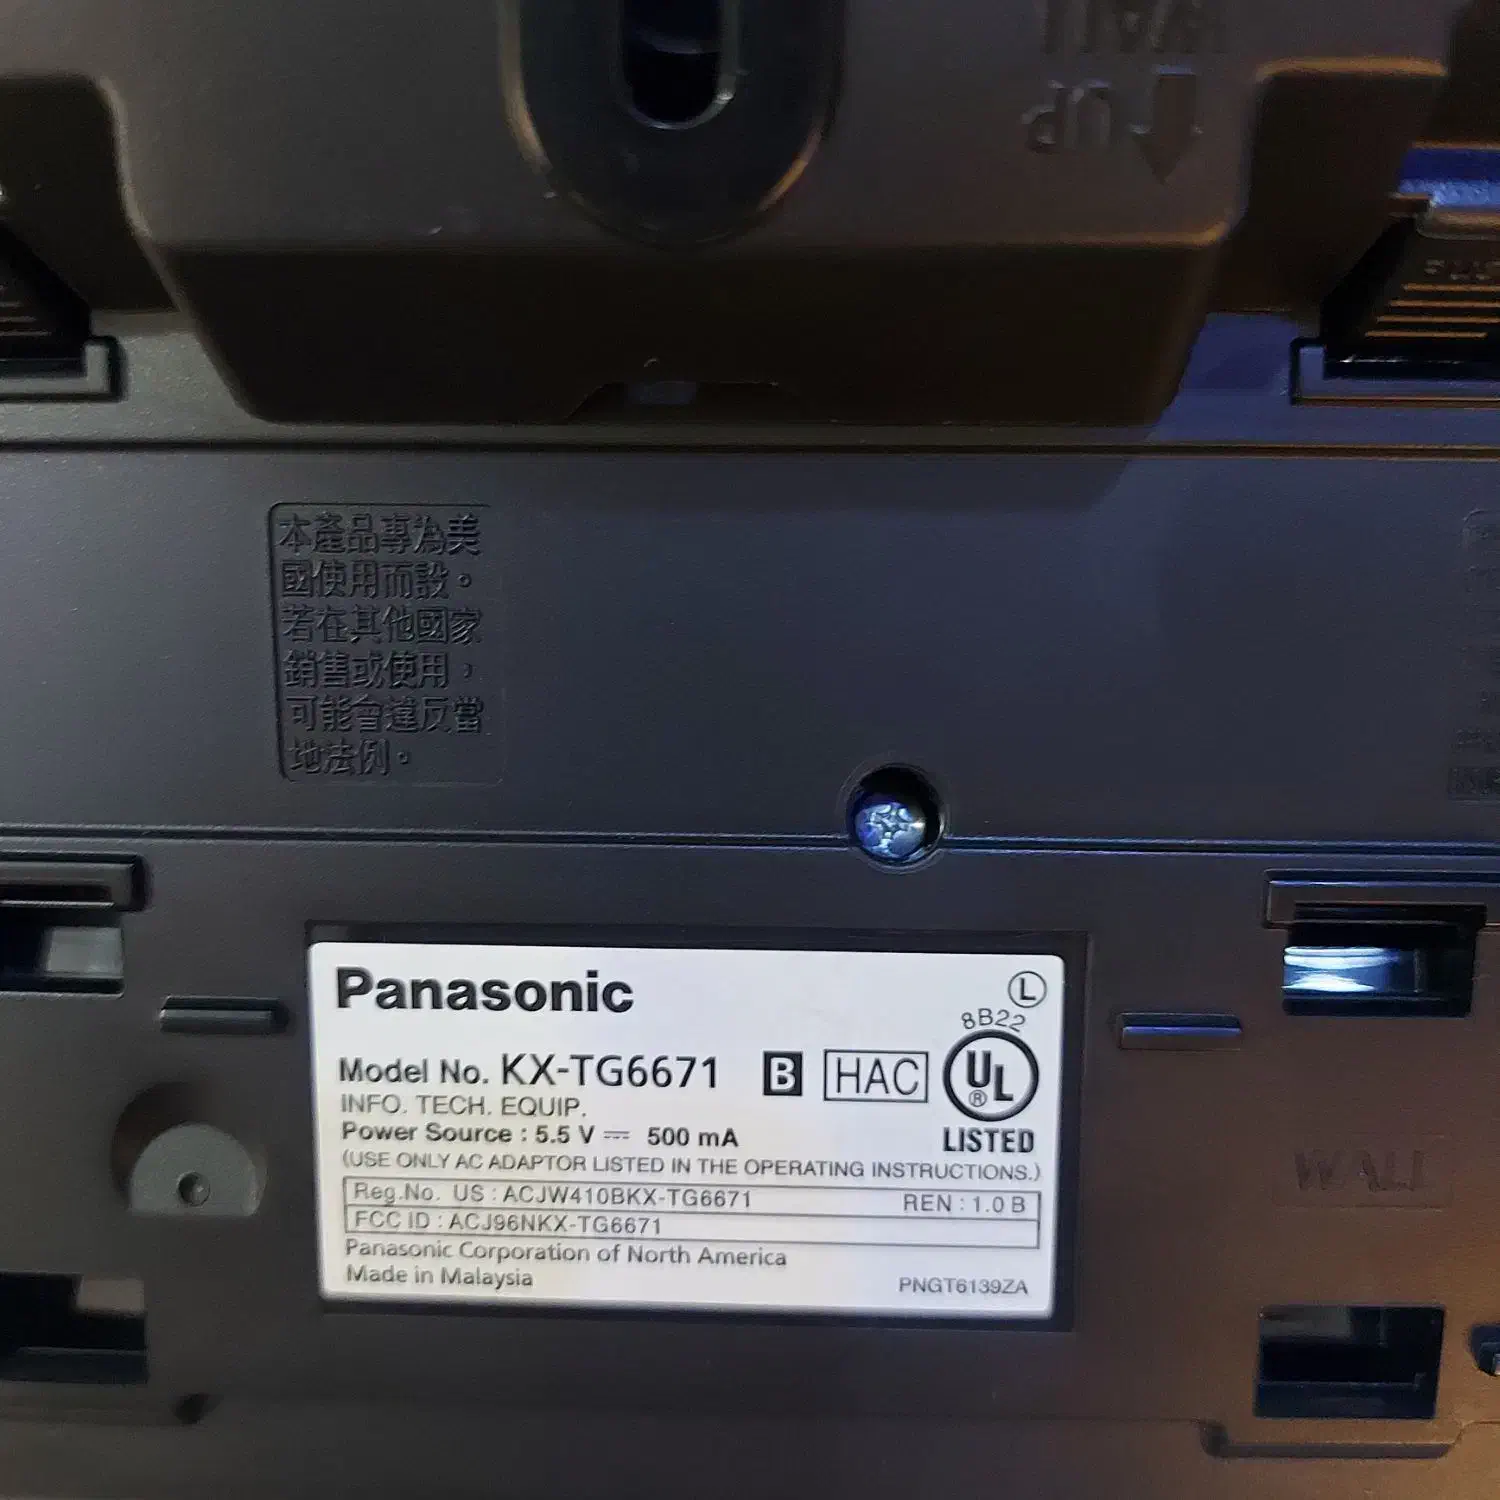 WALL
UP
本產品專為美
國使用而設。
若在其他國家
銷售或使用，
可能會違反當
地法例。
Panasonic
L
8B22
Model No. KX-TG6671 B HAC UL ®
INFO. TECH. EQUIP.
Power Source : 5.5 V ⎓ 500 mA
LISTED
(USE ONLY AC ADAPTOR LISTED IN THE OPERATING INSTRUCTIONS.)
Reg.No. US : ACJW410BKX-TG6671 REN : 1.0 B
FCC ID : ACJ96NKX-TG6671
Panasonic Corporation of North America
Made in Malaysia PNGT6139ZA
WALL